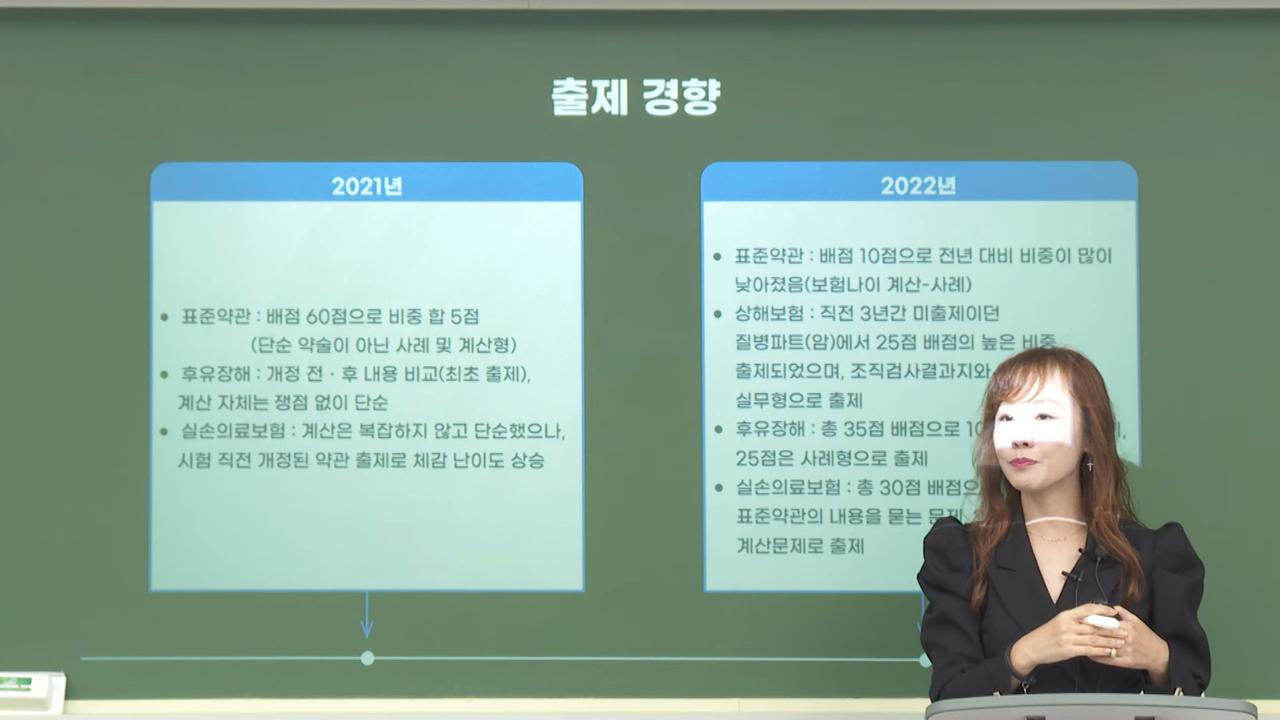 출제 경향
2021년
• 표준약관 : 배점 60점으로 비중 합 5점
(단순 약술이 아닌 사례 및 계산형)
• 후유장해 : 개정 전 · 후 내용 비교(최초 출제),
계산 자체는 쟁점 없이 단순
• 실손의료보험 : 계산은 복잡하지 않고 단순했으나,
시험 직전 개정된 약관 출제로 체감 난이도 상승
2022년
• 표준약관 : 배점 10점으로 전년 대비 비중이 많이
낮아졌음(보험나이 계산-사례)
• 상해보험 : 직전 3년간 미출제이던
질병파트(암)에서 25점 배점의 높은 비중
출제되었으며, 조직검사결과지와
실무형으로 출제
• 후유장해 : 총 35점 배점으로
25점은 사례형으로 출제
• 실손의료보험 : 총 30점
표준약관의 내용을 묻는 문제
계산문제로 출제